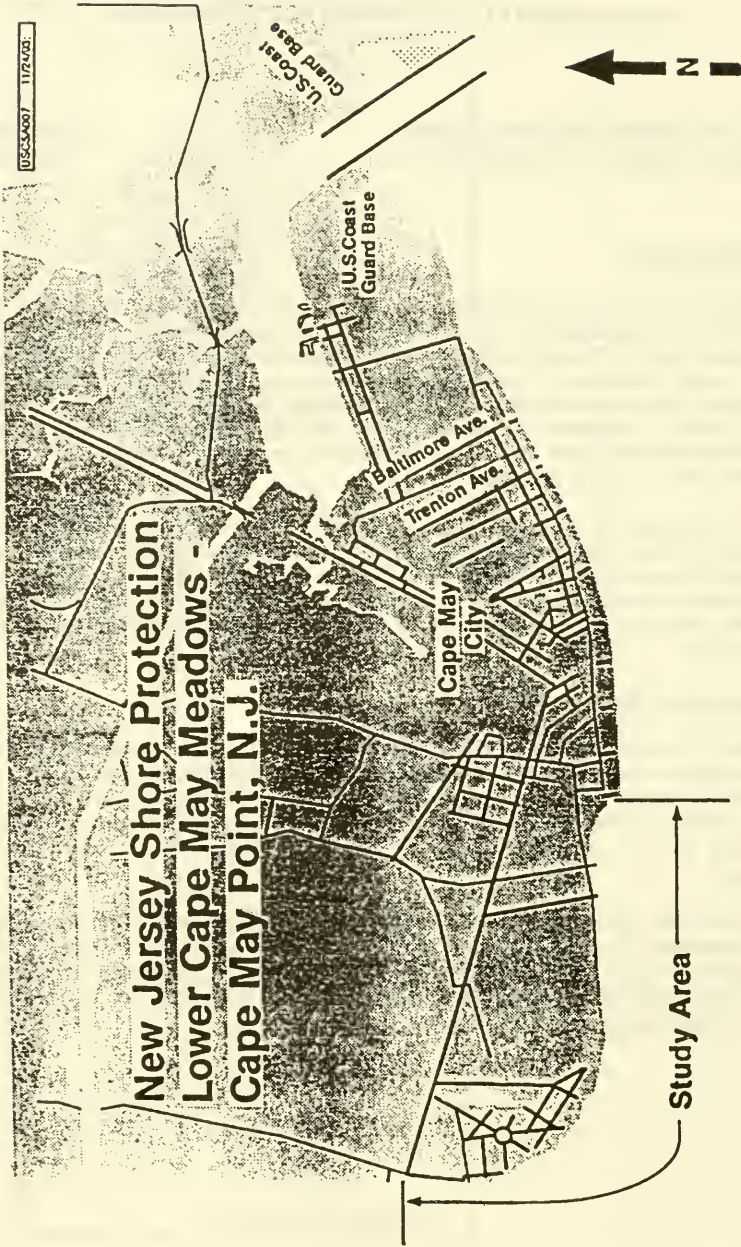 New Jersey Shore Protection
Lower Cape May Meadows -
Cape May Point, N.J.
U.S.Coast
Guard Base
U.S.Coast
Guard Base
Baltimore Ave.
Trenton Ave.
Cape May
City
Study Area
N